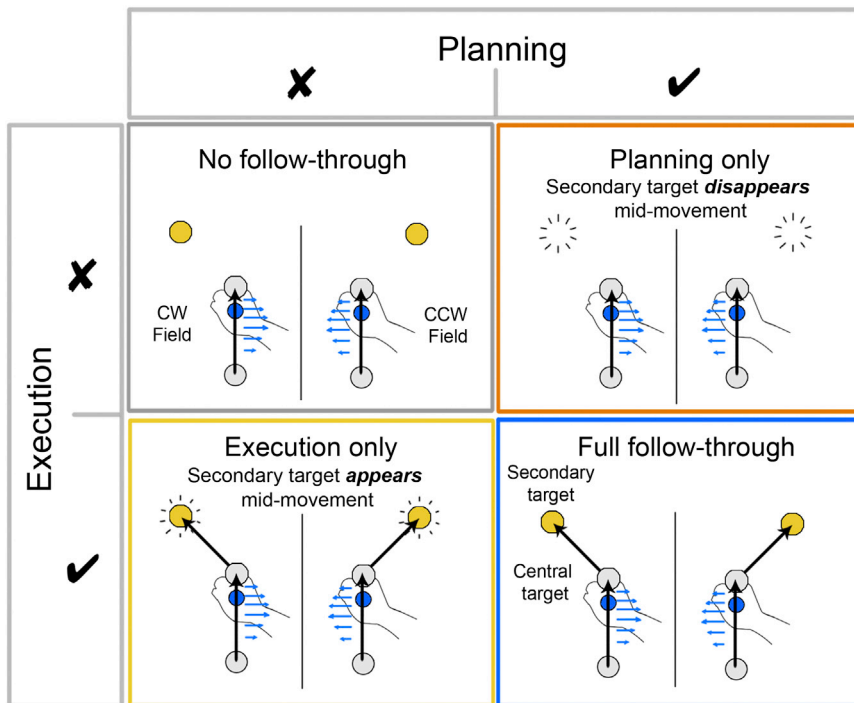 Planning
✘
✔
Execution
✘
✔
No follow-through
CW
Field
CCW
Field
Planning only
Secondary target disappears
mid-movement
Execution only
Secondary target appears
mid-movement
Full follow-through
Secondary
target
Central
target